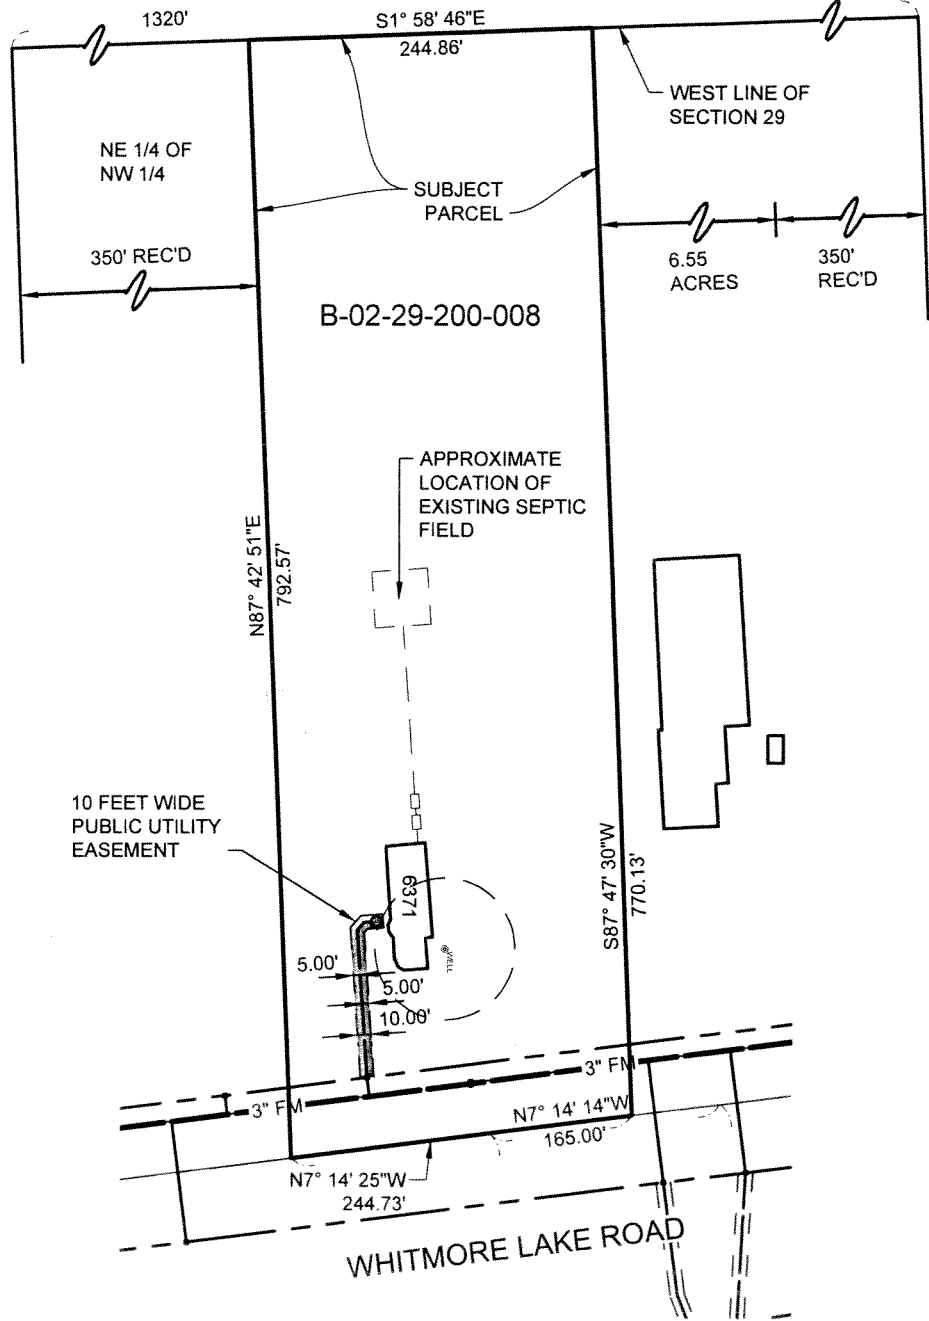 1320'
S1° 58' 46"E
244.86'
WEST LINE OF
SECTION 29
NE 1/4 OF
NW 1/4
SUBJECT
PARCEL
350' REC'D
6.55
ACRES
350'
REC'D
B-02-29-200-008
APPROXIMATE
LOCATION OF
EXISTING SEPTIC
FIELD
N87° 42' 51"E
792.57'
10 FEET WIDE
PUBLIC UTILITY
EASEMENT
S87° 47' 30"W
770.13'
6371
WELL
5.00'
5.00'
10.00'
3" FM
3" FM
N7° 14' 14"W
165.00'
N7° 14' 25"W
244.73'
WHITMORE LAKE ROAD